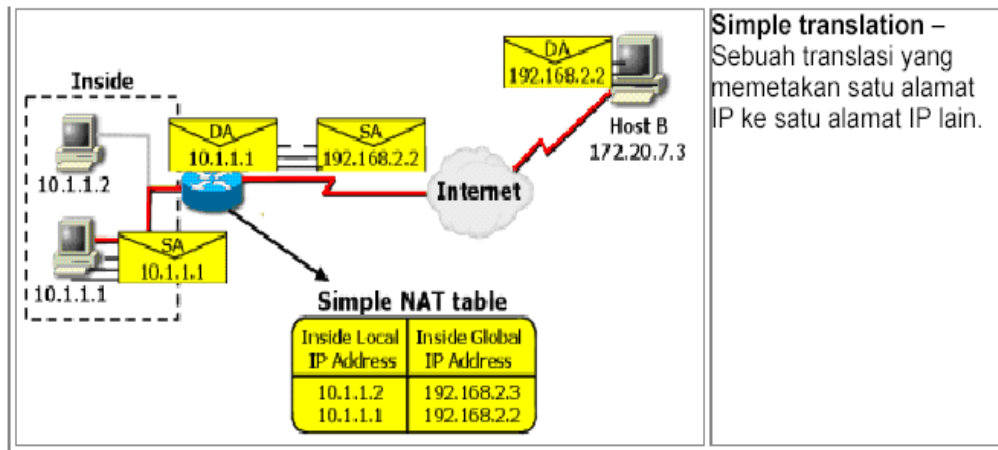 Inside
10.1.1.2
10.1.1.1
SA
10.1.1.1
DA
10.1.1.1
SA
192.168.2.2
Internet
DA
192.168.2.2
Host B
172.20.7.3
Simple NAT table
Inside Local Inside Global
IP Address IP Address
10.1.1.2 192.168.2.3
10.1.1.1 192.168.2.2
Simple translation –
Sebuah translasi yang
memetakan satu alamat
IP ke satu alamat IP lain.